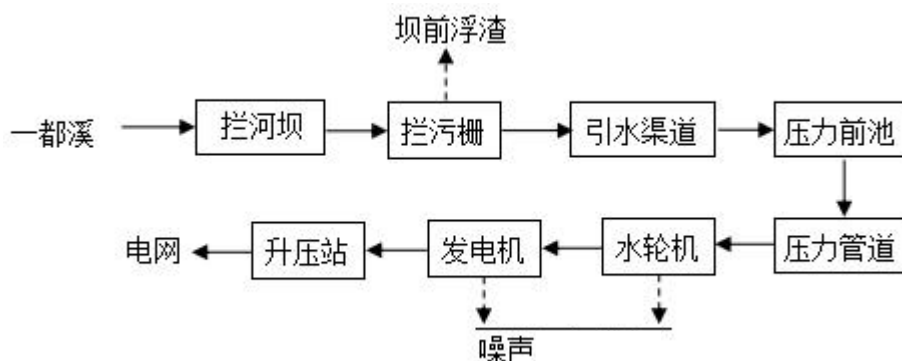 坝前浮渣
一都溪
拦河坝
拦污栅
引水渠道
压力前池
电网
升压站
发电机
水轮机
压力管道
噪声